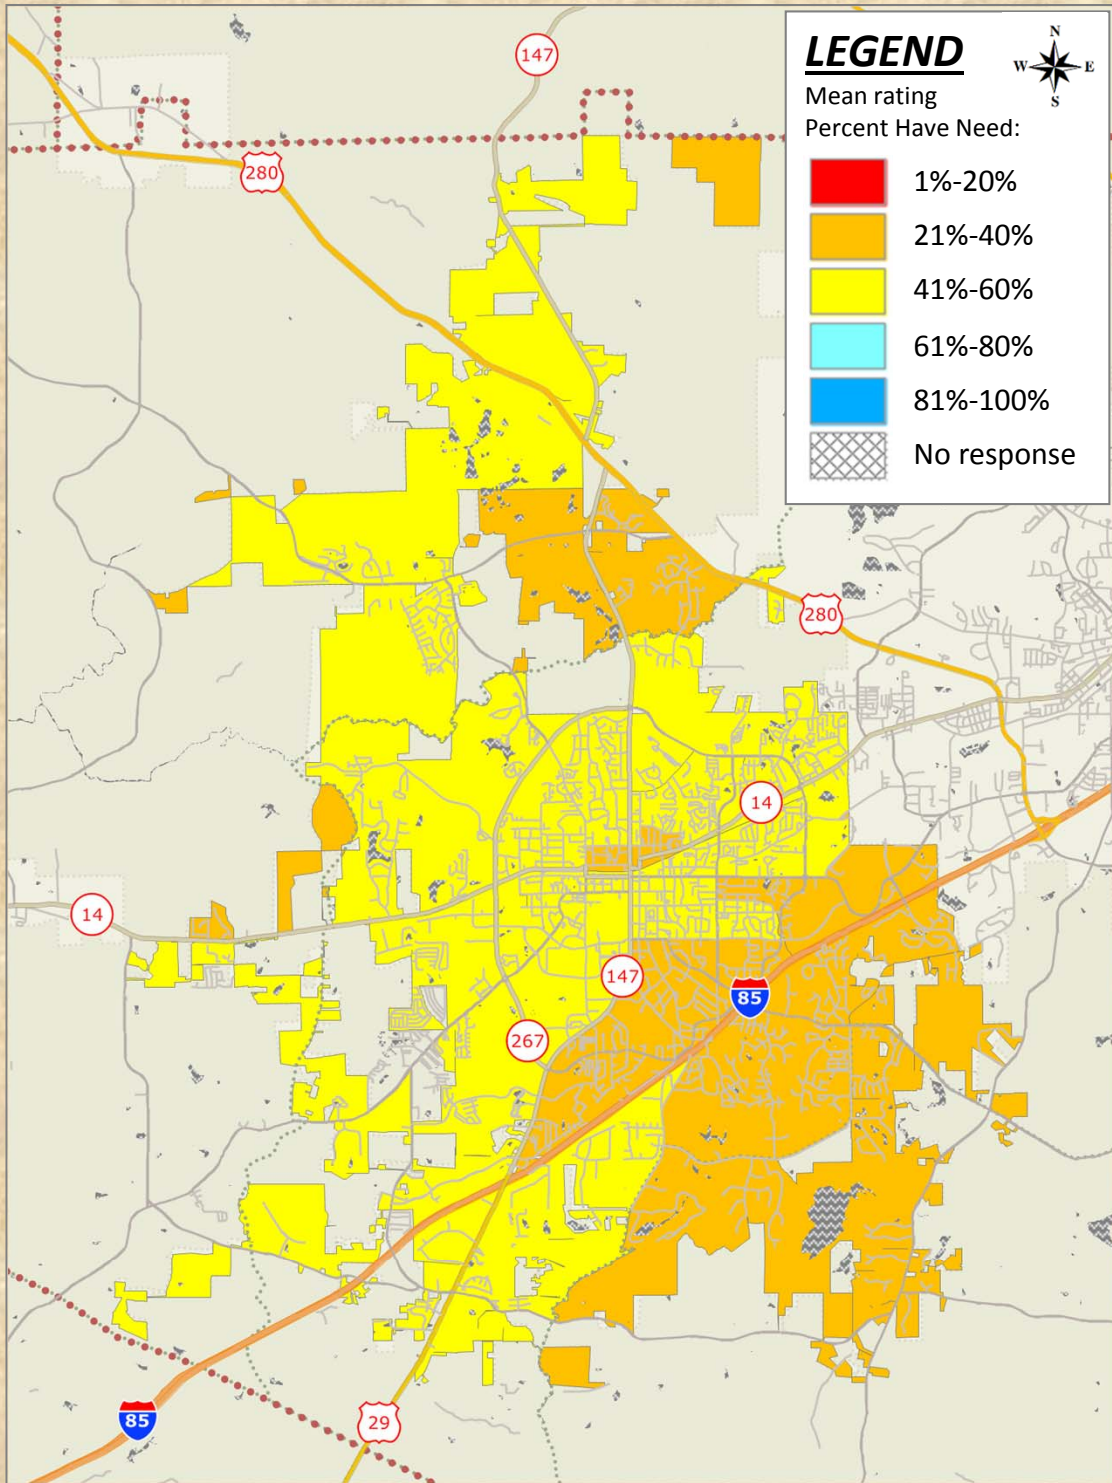 LEGEND
N
W E
S
Mean rating
Percent Have Need:
1%-20%
21%-40%
41%-60%
61%-80%
81%-100%
No response
147
280
280
14
14
147
85
267
85
29